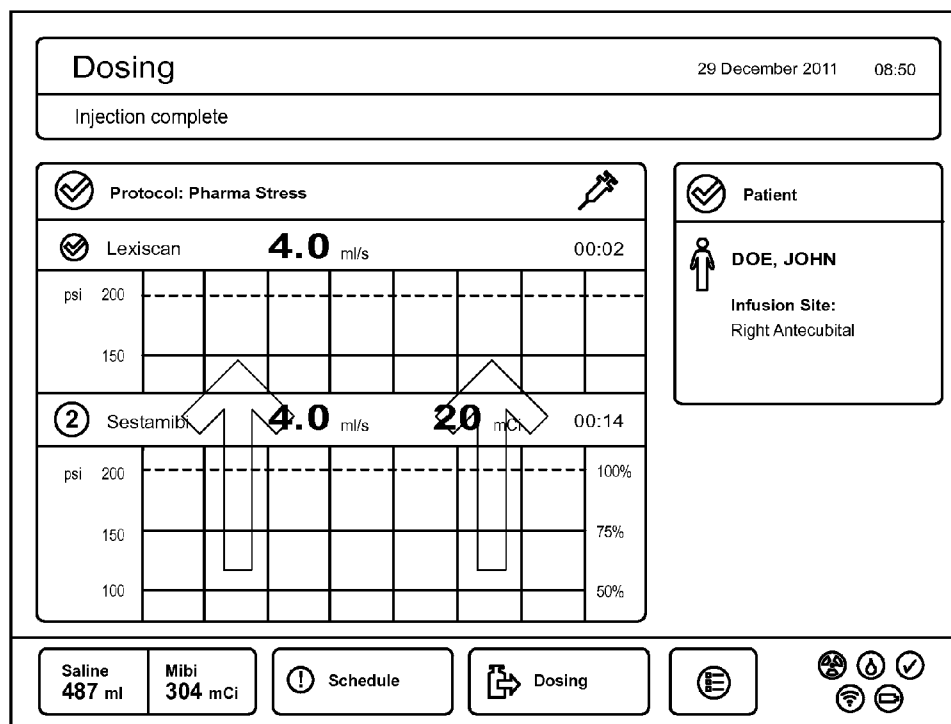 Dosing 29 December 2011 08:50
Injection complete
Protocol: Pharma Stress
Lexiscan 4.0 ml/s 00:02
psi 200
150
2 Sestamibi 4.0 ml/s 20 mCi 00:14
psi 200 100%
150 75%
100 50%
Patient
DOE, JOHN
Infusion Site:
Right Antecubital
Saline Mibi
487 ml 304 mCi
Schedule
Dosing